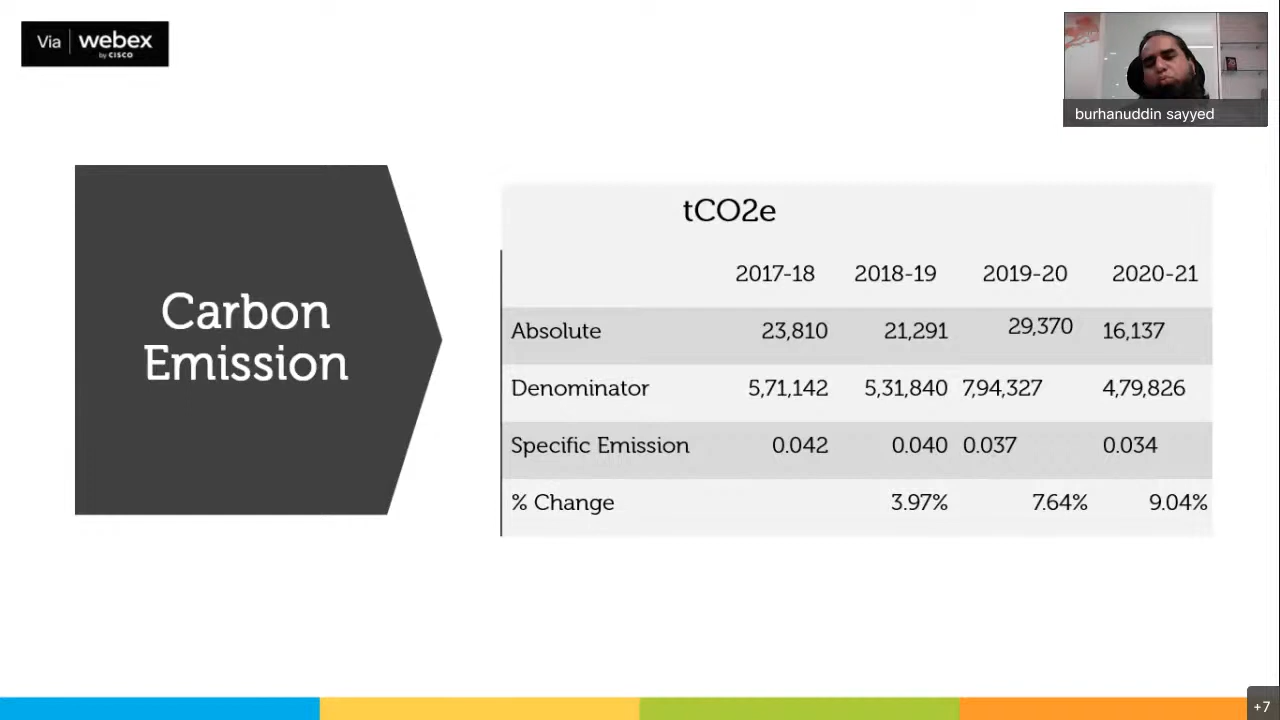 Via webex
by CISCO
burhanuddin sayyed
Carbon
Emission
tCO2e
2017-18 2018-19 2019-20 2020-21
Absolute 23,810 21,291 29,370 16,137
Denominator 5,71,142 5,31,840 7,94,327 4,79,826
Specific Emission 0.042 0.040 0.037 0.034
% Change 3.97% 7.64% 9.04%
+7